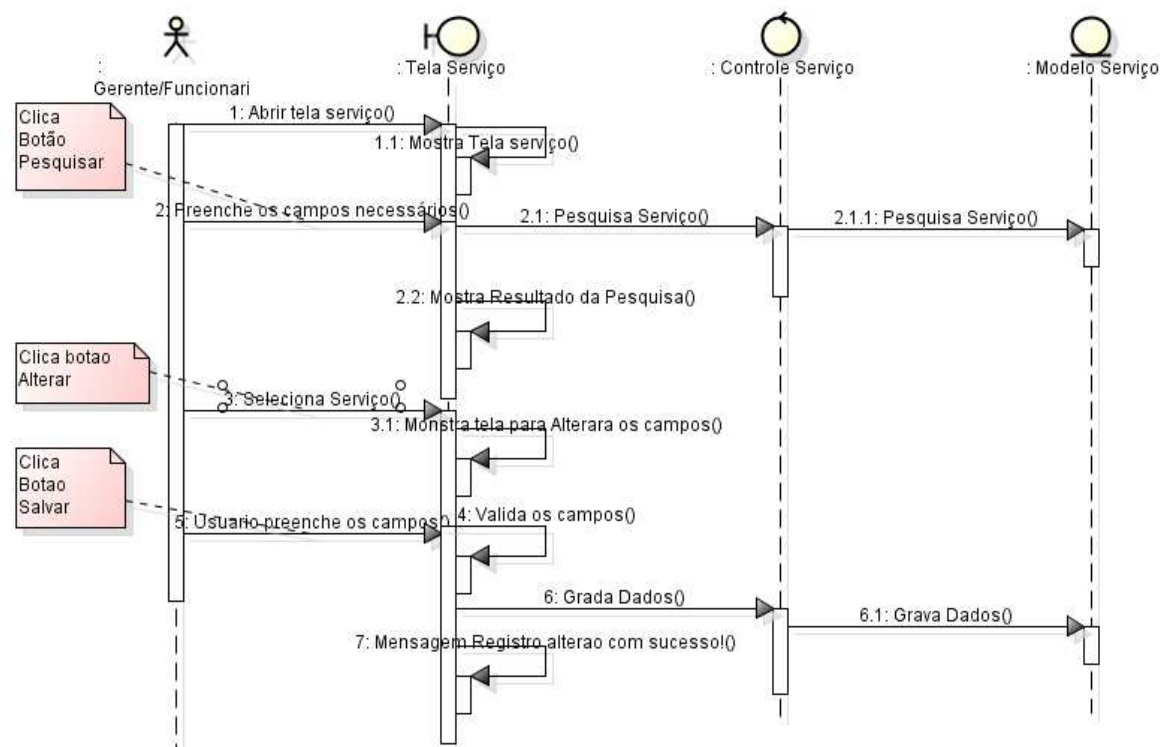 :
Gerente/Funcionari
: Tela Serviço
: Controle Serviço
: Modelo Serviço
Clica
Botão
Pesquisar
1: Abrir tela serviço()
1.1: Mostra Tela serviço()
2: Preenche os campos necessários()
2.1: Pesquisa Serviço()
2.1.1: Pesquisa Serviço()
2.2: Mostra Resultado da Pesquisa()
Clica botao
Alterar
3: Seleciona Serviço()
3.1: Monstra tela para Alterara os campos()
Clica
Botao
Salvar
4: Valida os campos()
5: Usuario preenche os campos()
6: Grada Dados()
6.1: Grava Dados()
7: Mensagem Registro alterao com sucesso!()